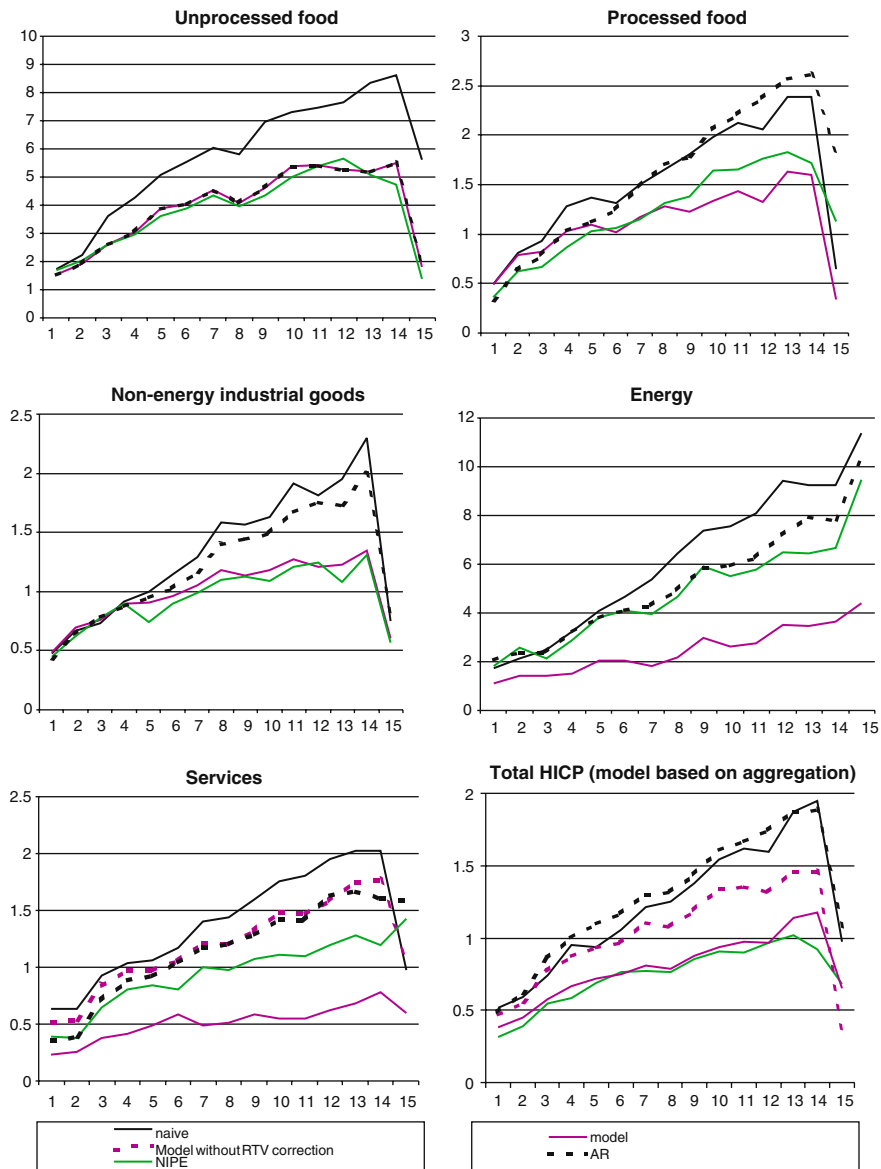 Unprocessed food
10
9
8
7
6
5
4
3
2
1
0
1 2 3 4 5 6 7 8 9 10 11 12 13 14 15
Processed food
3
2.5
2
1.5
1
0.5
0
1 2 3 4 5 6 7 8 9 10 11 12 13 14 15
Non-energy industrial goods
2.5
2
1.5
1
0.5
0
1 2 3 4 5 6 7 8 9 10 11 12 13 14 15
Energy
12
10
8
6
4
2
0
1 2 3 4 5 6 7 8 9 10 11 12 13 14 15
Services
2.5
2
1.5
1
0.5
0
1 2 3 4 5 6 7 8 9 10 11 12 13 14 15
Total HICP (model based on aggregation)
2
1.5
1
0.5
0
1 2 3 4 5 6 7 8 9 10 11 12 13 14 15
naive
Model without RTV correction
NIPE
model
AR